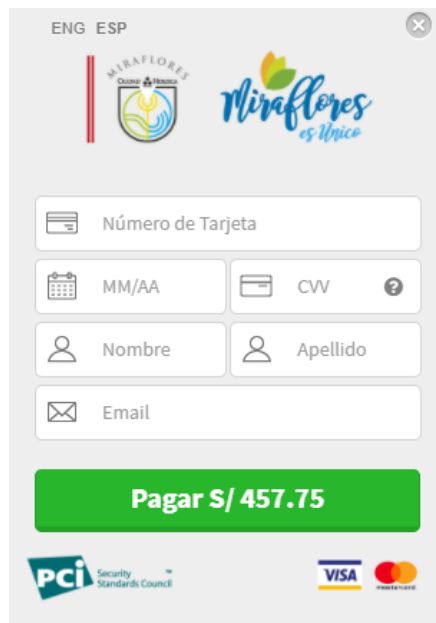 ENG ESP
MIRAFLORES
CIUDAD HEROICA
Miraflores
es Único
Número de Tarjeta
MM/AA
CVV ?
Nombre
Apellido
Email
Pagar S/ 457.75
PCi Security ™
Standards Council
VISA
mastercard